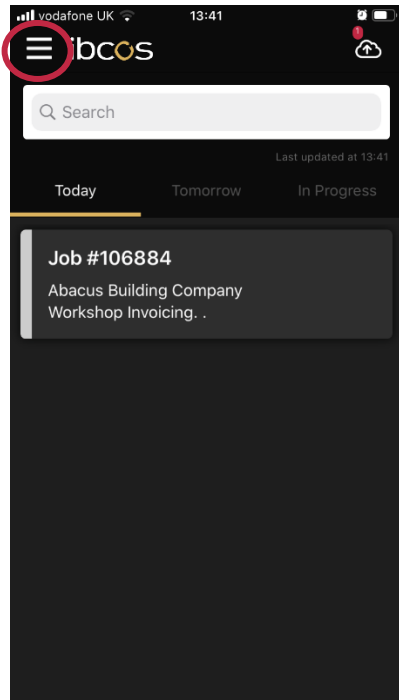 vodafone UK 13:41
ibcos
1
Search
Last updated at 13:41
Today Tomorrow In Progress
Job #106884
Abacus Building Company
Workshop Invoicing. .